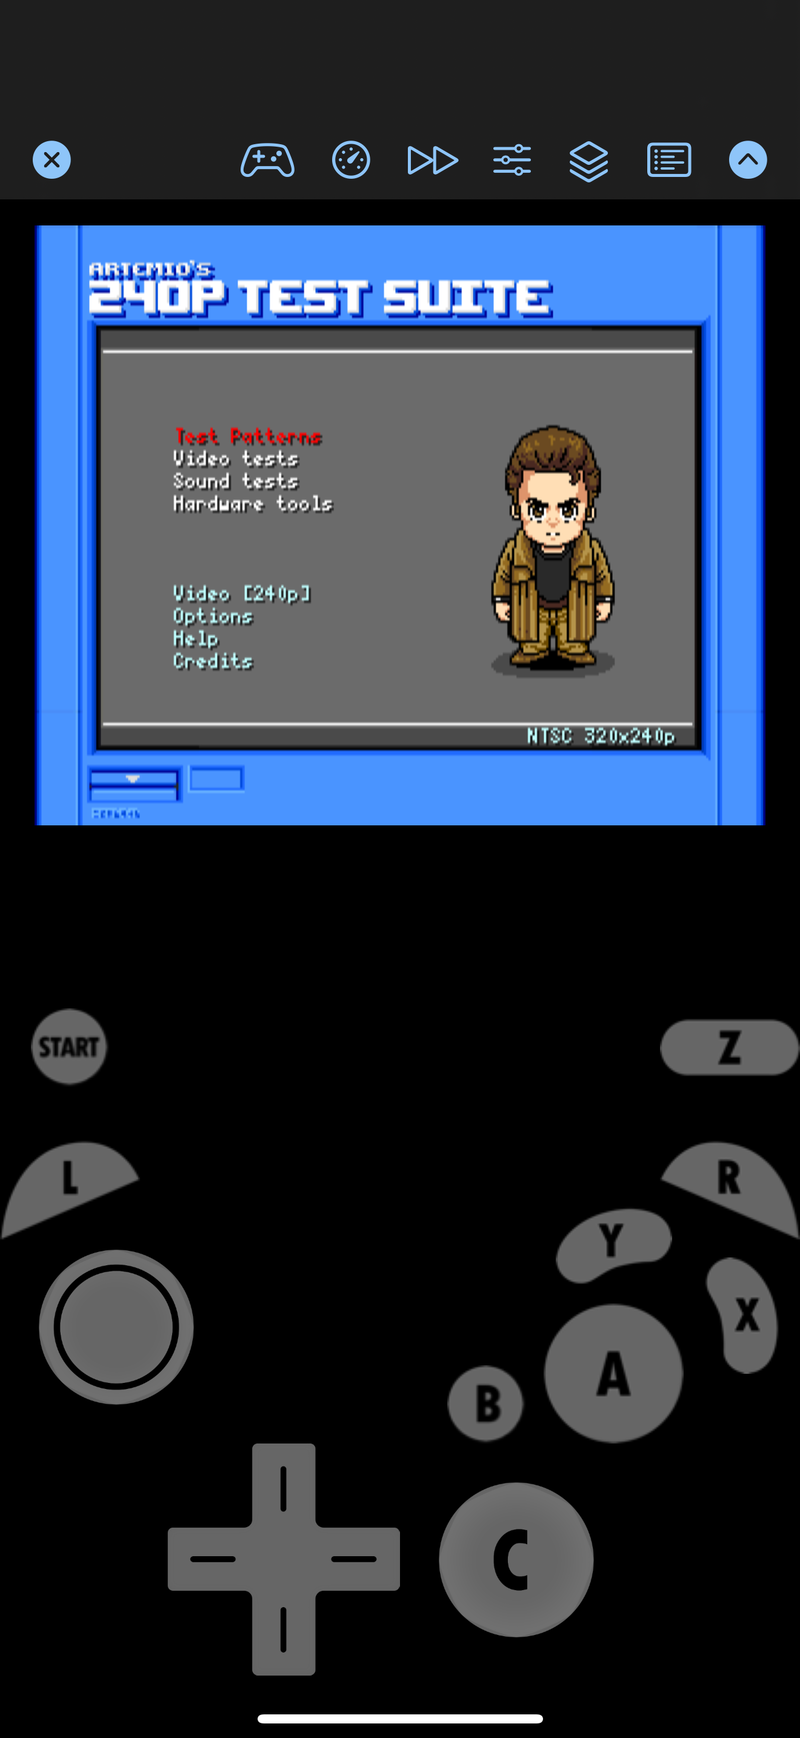 ARTEMIO'S
240P TEST SUITE
Test Patterns
Video tests
Sound tests
Hardware tools
Video [240p]
Options
Help
Credits
NTSC 320x240p
START
Z
L
R
Y
X
A
B
C